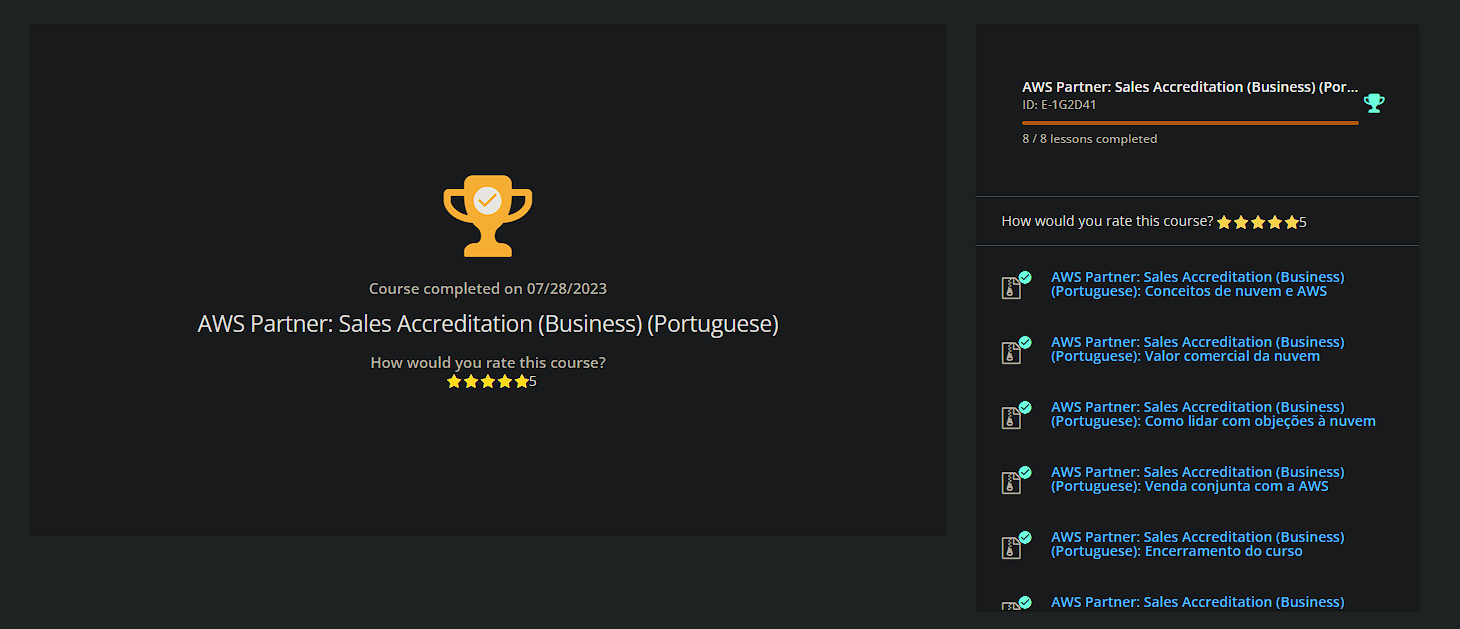 Course completed on 07/28/2023
AWS Partner: Sales Accreditation (Business) (Portuguese)
How would you rate this course?
5
AWS Partner: Sales Accreditation (Business) (Por...
ID: E-1G2D41
8 / 8 lessons completed
How would you rate this course? 5
AWS Partner: Sales Accreditation (Business)
(Portuguese): Conceitos de nuvem e AWS
AWS Partner: Sales Accreditation (Business)
(Portuguese): Valor comercial da nuvem
AWS Partner: Sales Accreditation (Business)
(Portuguese): Como lidar com objeções à nuvem
AWS Partner: Sales Accreditation (Business)
(Portuguese): Venda conjunta com a AWS
AWS Partner: Sales Accreditation (Business)
(Portuguese): Encerramento do curso
AWS Partner: Sales Accreditation (Business)